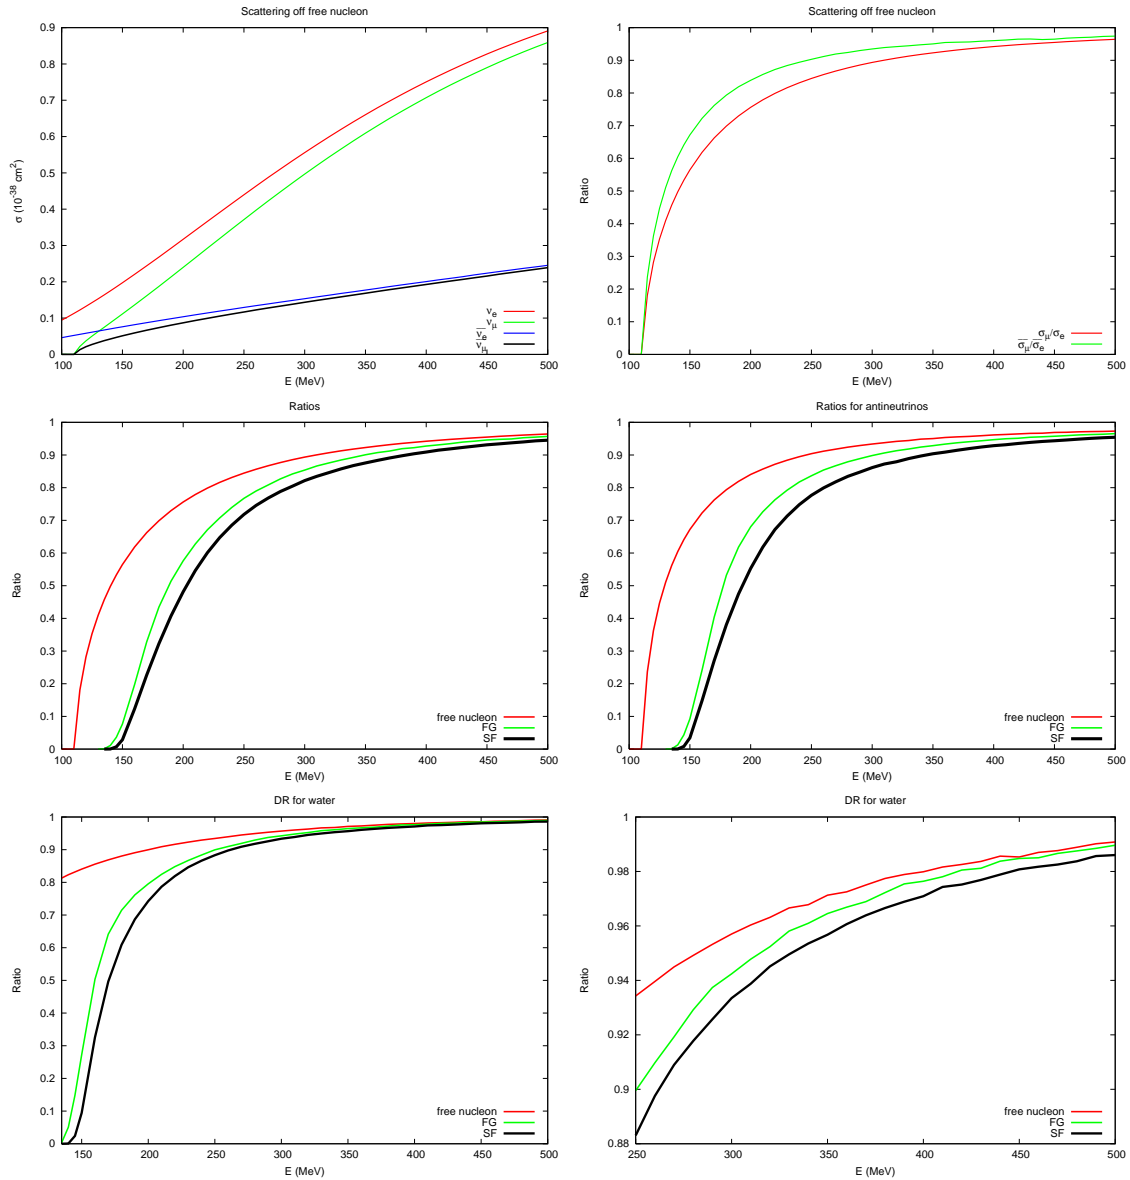 Scattering off free nucleon
0.9
0.8
0.7
0.6
0.5
0.4
0.3
0.2
0.1
0
σ (10⁻³⁸ cm²)
100 150 200 250 300 350 400 450 500
E (MeV)
νₑ
ν_μ
ν̅ₑ
ν̅_μ
Scattering off free nucleon
1
0.9
0.8
0.7
0.6
0.5
0.4
0.3
0.2
0.1
0
Ratio
100 150 200 250 300 350 400 450 500
E (MeV)
σ_μ/σₑ
σ̅_μ/σ̅ₑ
Ratios
1
0.9
0.8
0.7
0.6
0.5
0.4
0.3
0.2
0.1
0
Ratio
100 150 200 250 300 350 400 450 500
E (MeV)
free nucleon
FG
SF
Ratios for antineutrinos
1
0.9
0.8
0.7
0.6
0.5
0.4
0.3
0.2
0.1
0
Ratio
100 150 200 250 300 350 400 450 500
E (MeV)
free nucleon
FG
SF
DR for water
1
0.9
0.8
0.7
0.6
0.5
0.4
0.3
0.2
0.1
0
Ratio
150 200 250 300 350 400 450 500
E (MeV)
free nucleon
FG
SF
DR for water
1
0.98
0.96
0.94
0.92
0.9
0.88
Ratio
250 300 350 400 450 500
E (MeV)
free nucleon
FG
SF